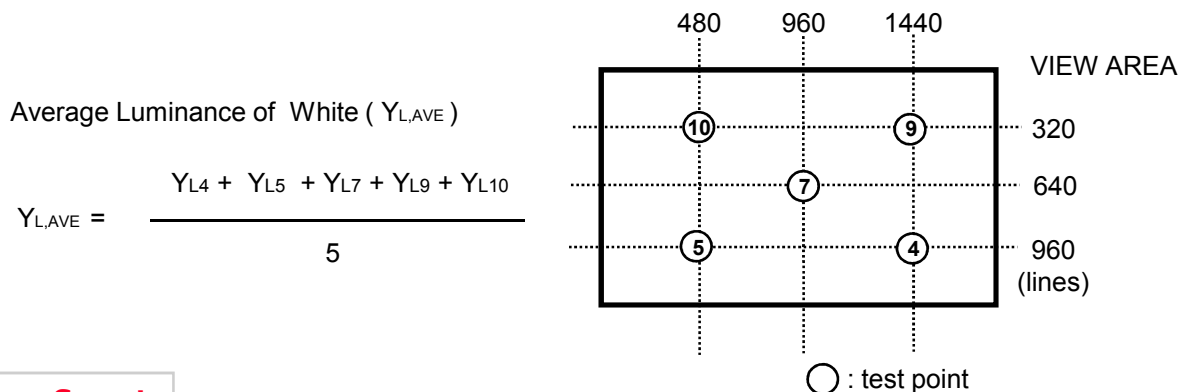 480 960 1440
VIEW AREA
Average Luminance of White ( YL,AVE )
10 9 320
YL4 + YL5 + YL7 + YL9 + YL10
7 640
YL,AVE =
5
5 4 960
(lines)
: test point